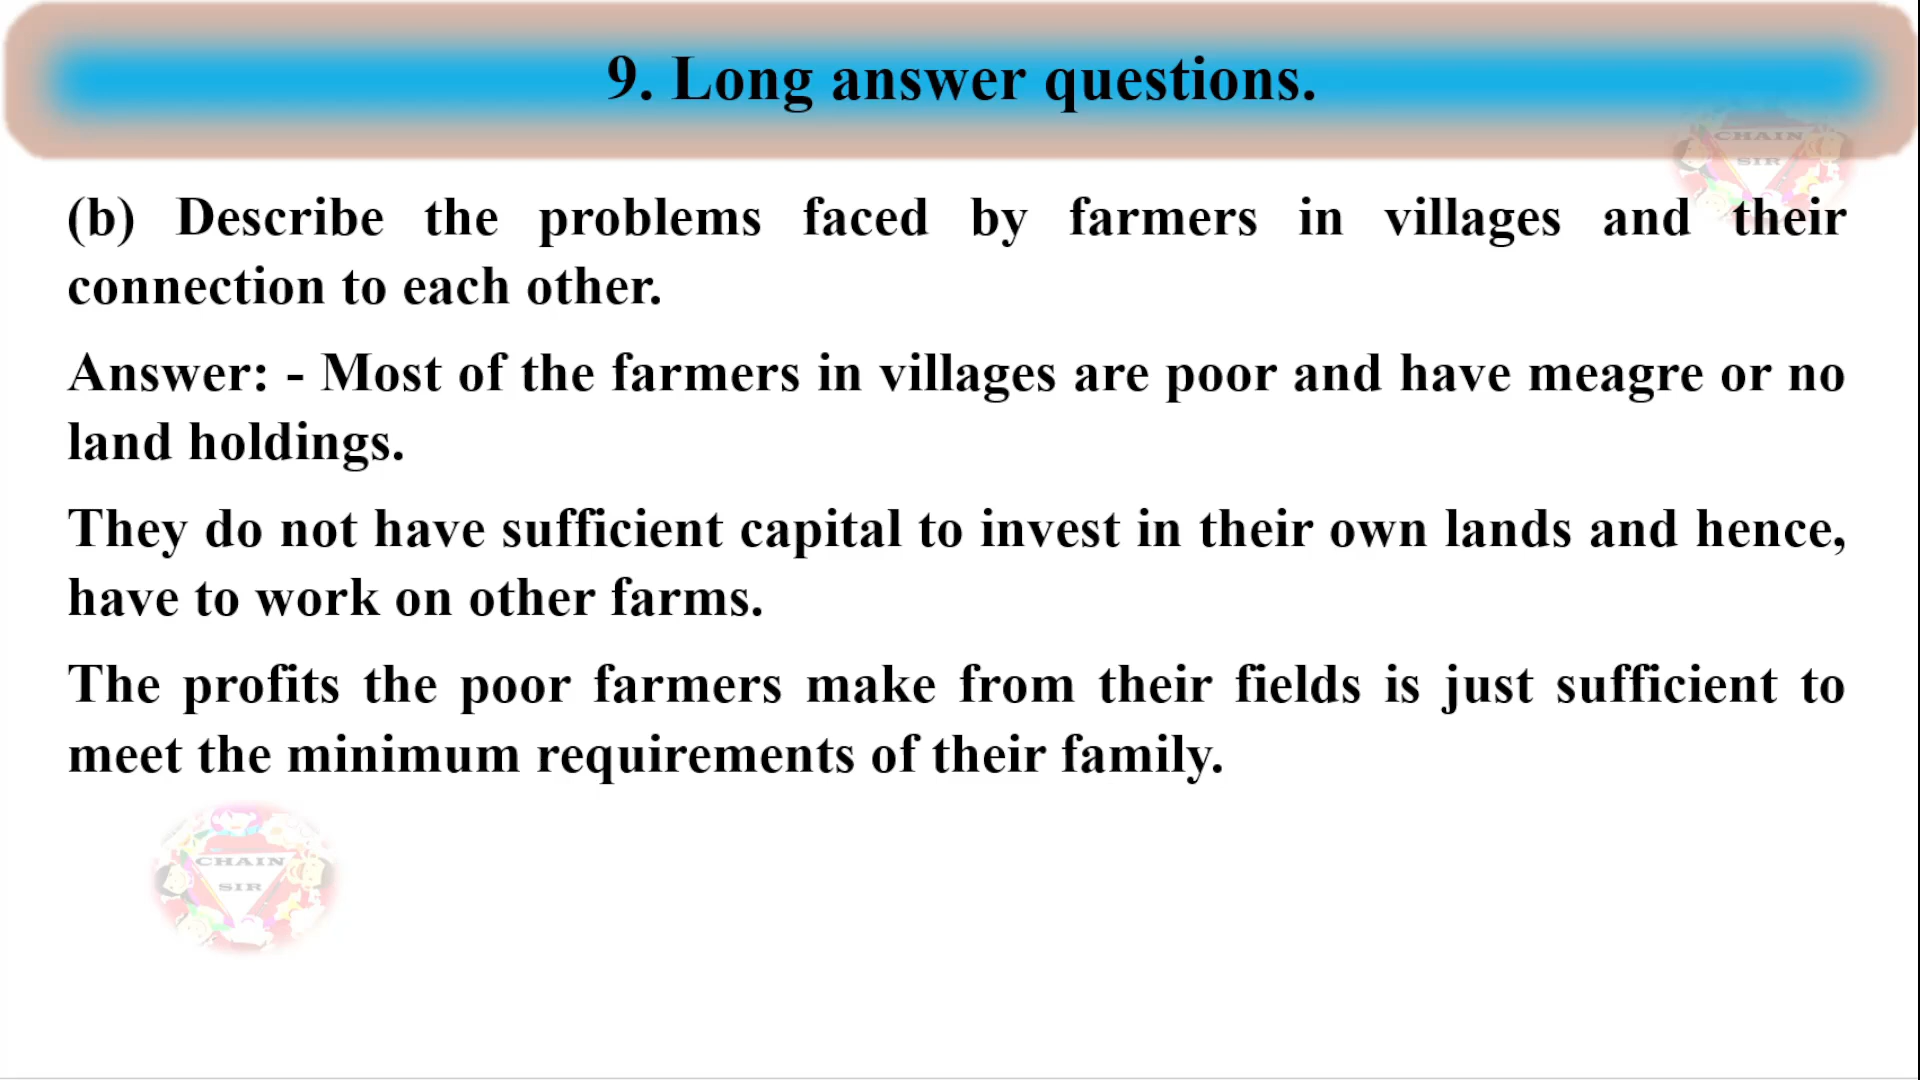 9. Long answer questions.
CHAIN
SIR
(b) Describe the problems faced by farmers in villages and their
connection to each other.
Answer: - Most of the farmers in villages are poor and have meagre or no
land holdings.
They do not have sufficient capital to invest in their own lands and hence,
have to work on other farms.
The profits the poor farmers make from their fields is just sufficient to
meet the minimum requirements of their family.
CHAIN
SIR